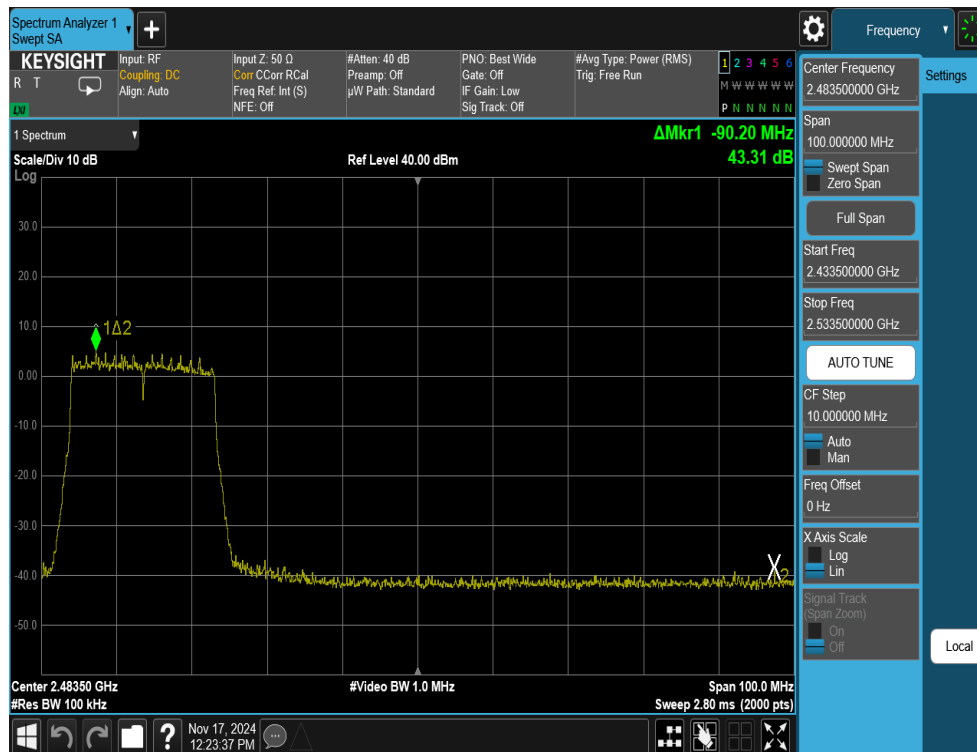 Spectrum Analyzer 1
Swept SA
Frequency
KEYSIGHT
R T
LXI
Input: RF
Coupling: DC
Align: Auto
Input Z: 50 Ω
Corr CCorr RCal
Freq Ref: Int (S)
NFE: Off
#Atten: 40 dB
Preamp: Off
µW Path: Standard
PNO: Best Wide
Gate: Off
IF Gain: Low
Sig Track: Off
#Avg Type: Power (RMS)
Trig: Free Run
1 2 3 4 5 6
M W W W W W
P N N N N N
1 Spectrum
ΔMkr1 -90.20 MHz
43.31 dB
Scale/Div 10 dB
Ref Level 40.00 dBm
Log
30.0
20.0
10.0
0.00
-10.0
-20.0
-30.0
-40.0
-50.0
1Δ2
X2
Center 2.48350 GHz
#Video BW 1.0 MHz
Span 100.0 MHz
#Res BW 100 kHz
Sweep 2.80 ms (2000 pts)
Center Frequency
2.483500000 GHz
Settings
Span
100.000000 MHz
Swept Span
Zero Span
Full Span
Start Freq
2.433500000 GHz
Stop Freq
2.533500000 GHz
AUTO TUNE
CF Step
10.000000 MHz
Auto
Man
Freq Offset
0 Hz
X Axis Scale
Log
Lin
Signal Track
(Span Zoom)
On
Off
Local
?
Nov 17, 2024
12:23:37 PM